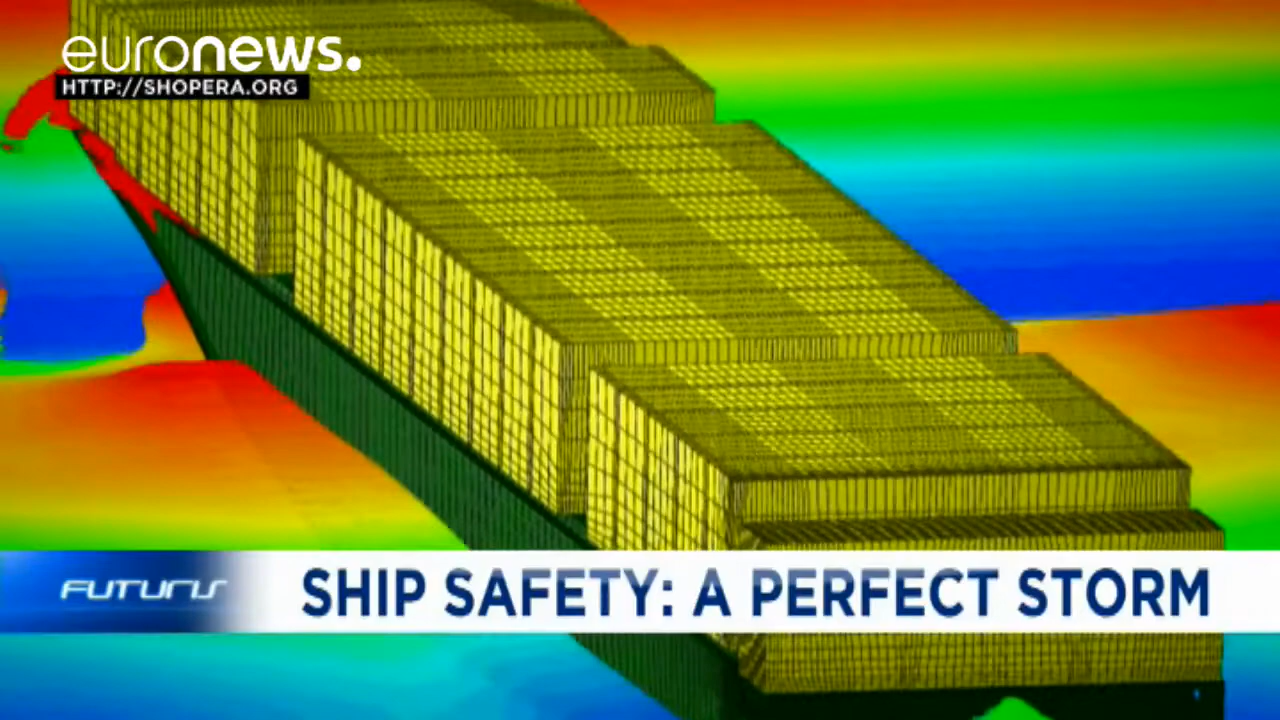 euronews.
HTTP://SHOPERA.ORG
FUTURIS
SHIP SAFETY: A PERFECT STORM